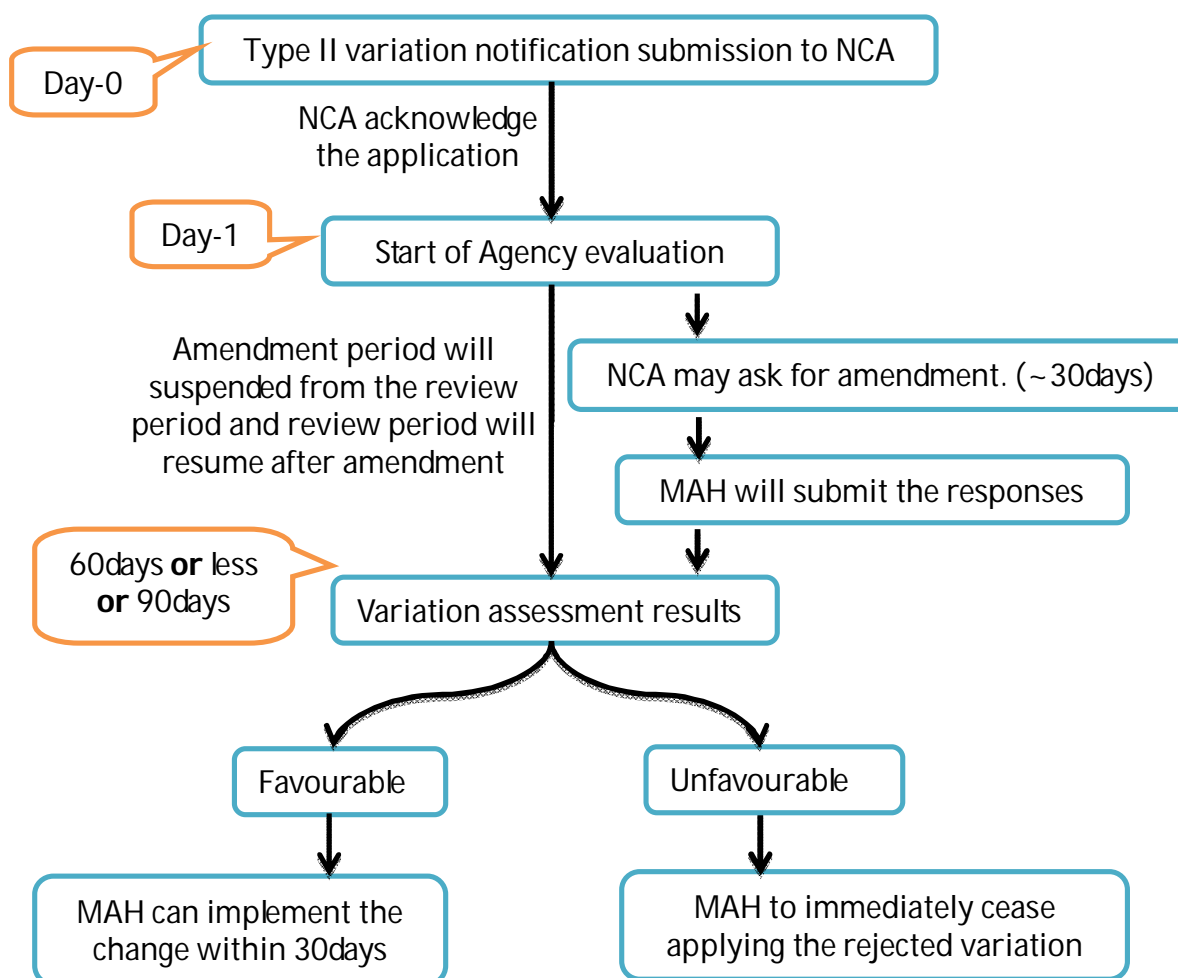 Type II variation notification submission to NCA
Day-0
NCA acknowledge
the application
Day-1
Start of Agency evaluation
Amendment period will
suspended from the review
period and review period will
resume after amendment
NCA may ask for amendment. (~30days)
MAH will submit the responses
60days or less
or 90days
Variation assessment results
Favourable
Unfavourable
MAH can implement the
change within 30days
MAH to immediately cease
applying the rejected variation